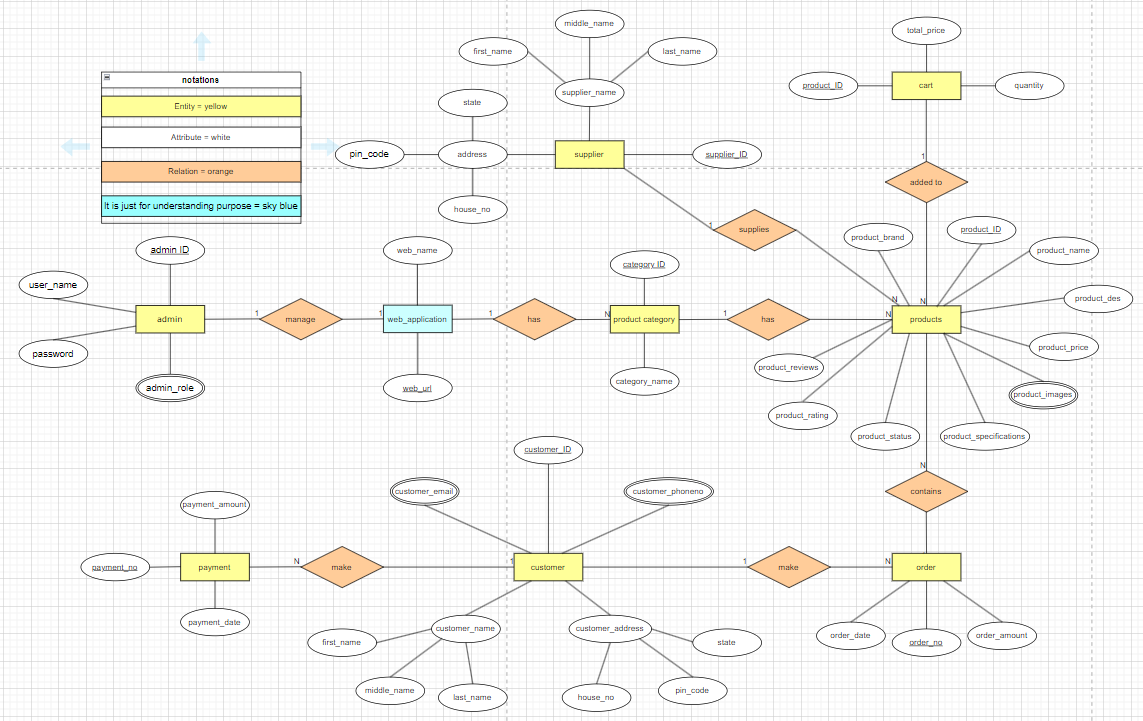 middle_name
total_price
first_name
last_name
notations
product_ID
cart
quantity
supplier_name
Entity = yellow
state
Attribute = white
pin_code
address
supplier
supplier_ID
1
Relation = orange
added to
It is just for understanding purpose = sky blue
house_no
1
supplies
product_brand
product_ID
admin ID
web_name
product_name
category ID
user_name
product_des
N
N
admin
1
manage
1
web_application
1
has
N
product category
1
has
N
products
product_price
password
product_reviews
admin_role
web_url
category_name
product_images
product_rating
product_status
product_specifications
customer_ID
N
customer_email
customer_phoneno
contains
payment_amount
payment_no
payment
N
make
1
customer
1
make
N
order
payment_date
customer_name
customer_address
order_date
order_no
order_amount
first_name
state
middle_name
last_name
house_no
pin_code